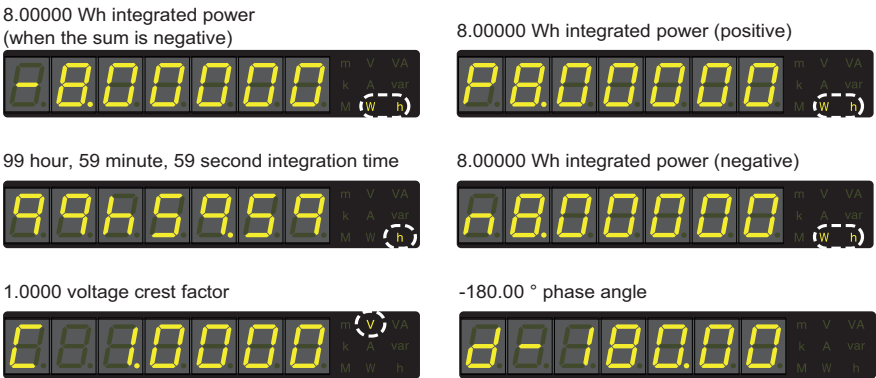 8.00000 Wh integrated power
(when the sum is negative)
-8.00000
m V VA
k A var
M W h
8.00000 Wh integrated power (positive)
P8.00000
m V VA
k A var
M W h
99 hour, 59 minute, 59 second integration time
99h59.59
m V VA
k A var
M W h
8.00000 Wh integrated power (negative)
n8.00000
m V VA
k A var
M W h
1.0000 voltage crest factor
C 1.0000
m V VA
k A var
M W h
-180.00 ° phase angle
d- 180.00
m V VA
k A var
M W h